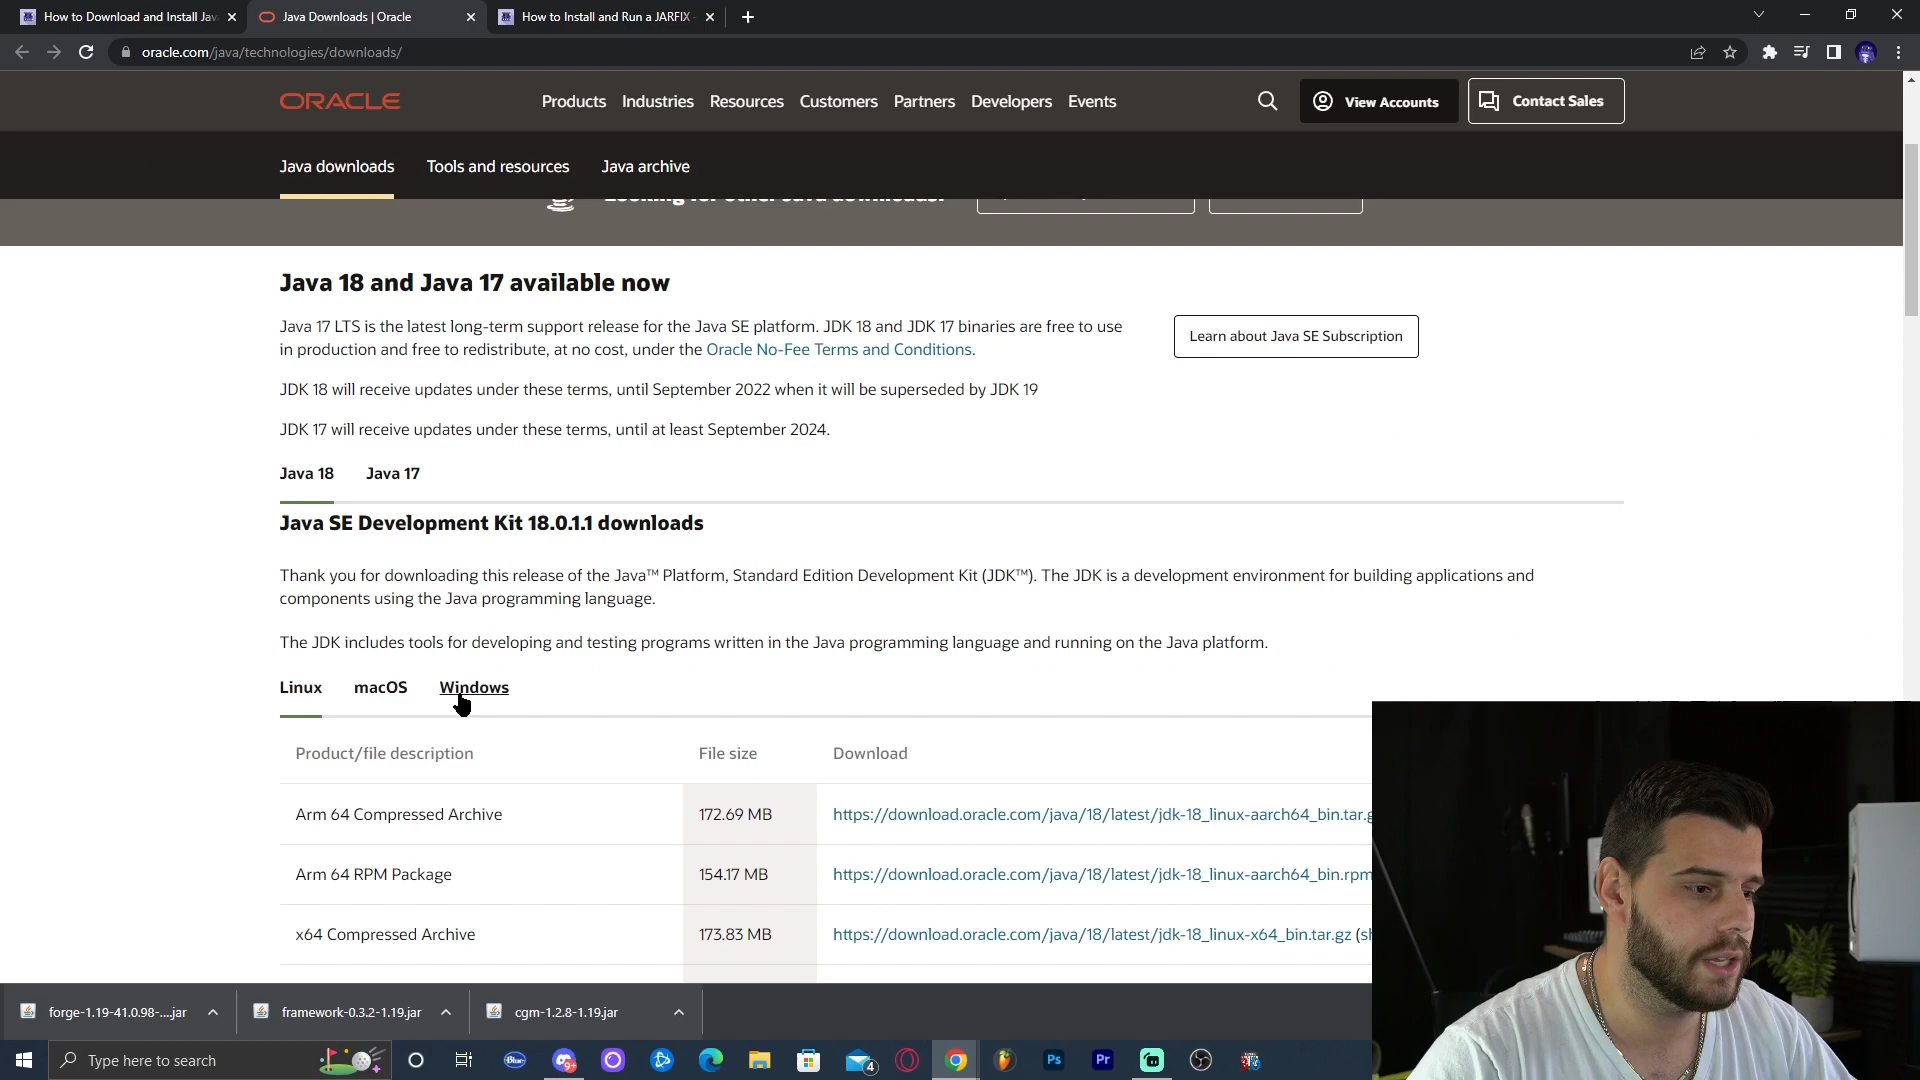 How to Download and Install Jav
Java Downloads | Oracle
How to Install and Run a JARFIX
oracle.com/java/technologies/downloads/
ORACLE
Products
Industries
Resources
Customers
Partners
Developers
Events
View Accounts
Contact Sales
Java downloads
Tools and resources
Java archive
Looking for other Java downloads?
Java 18 and Java 17 available now
Java 17 LTS is the latest long-term support release for the Java SE platform. JDK 18 and JDK 17 binaries are free to use
in production and free to redistribute, at no cost, under the Oracle No-Fee Terms and Conditions.
Learn about Java SE Subscription
JDK 18 will receive updates under these terms, until September 2022 when it will be superseded by JDK 19
JDK 17 will receive updates under these terms, until at least September 2024.
Java 18
Java 17
Java SE Development Kit 18.0.1.1 downloads
Thank you for downloading this release of the Java™ Platform, Standard Edition Development Kit (JDK™). The JDK is a development environment for building applications and
components using the Java programming language.
The JDK includes tools for developing and testing programs written in the Java programming language and running on the Java platform.
Linux
macOS
Windows
Product/file description
File size
Download
Arm 64 Compressed Archive
172.69 MB
https://download.oracle.com/java/18/latest/jdk-18_linux-aarch64_bin.tar.g
Arm 64 RPM Package
154.17 MB
https://download.oracle.com/java/18/latest/jdk-18_linux-aarch64_bin.rpm
x64 Compressed Archive
173.83 MB
https://download.oracle.com/java/18/latest/jdk-18_linux-x64_bin.tar.gz (sh
forge-1.19-41.0.98-....jar
framework-0.3.2-1.19.jar
cgm-1.2.8-1.19.jar
Type here to search
Blue
9+
4
Ps
Pr